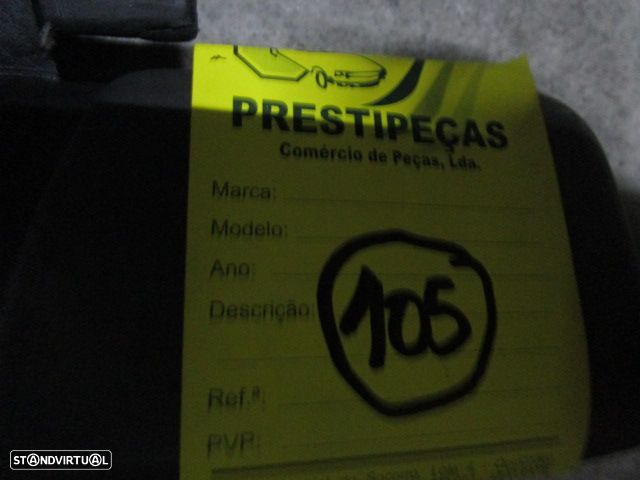 PRESTIPEÇAS
Comércio de Peças, Lda.
Marca:
Modelo:
Ano:
Descrição:
105
Ref.ª:
PVP:
STANDVIRTUAL